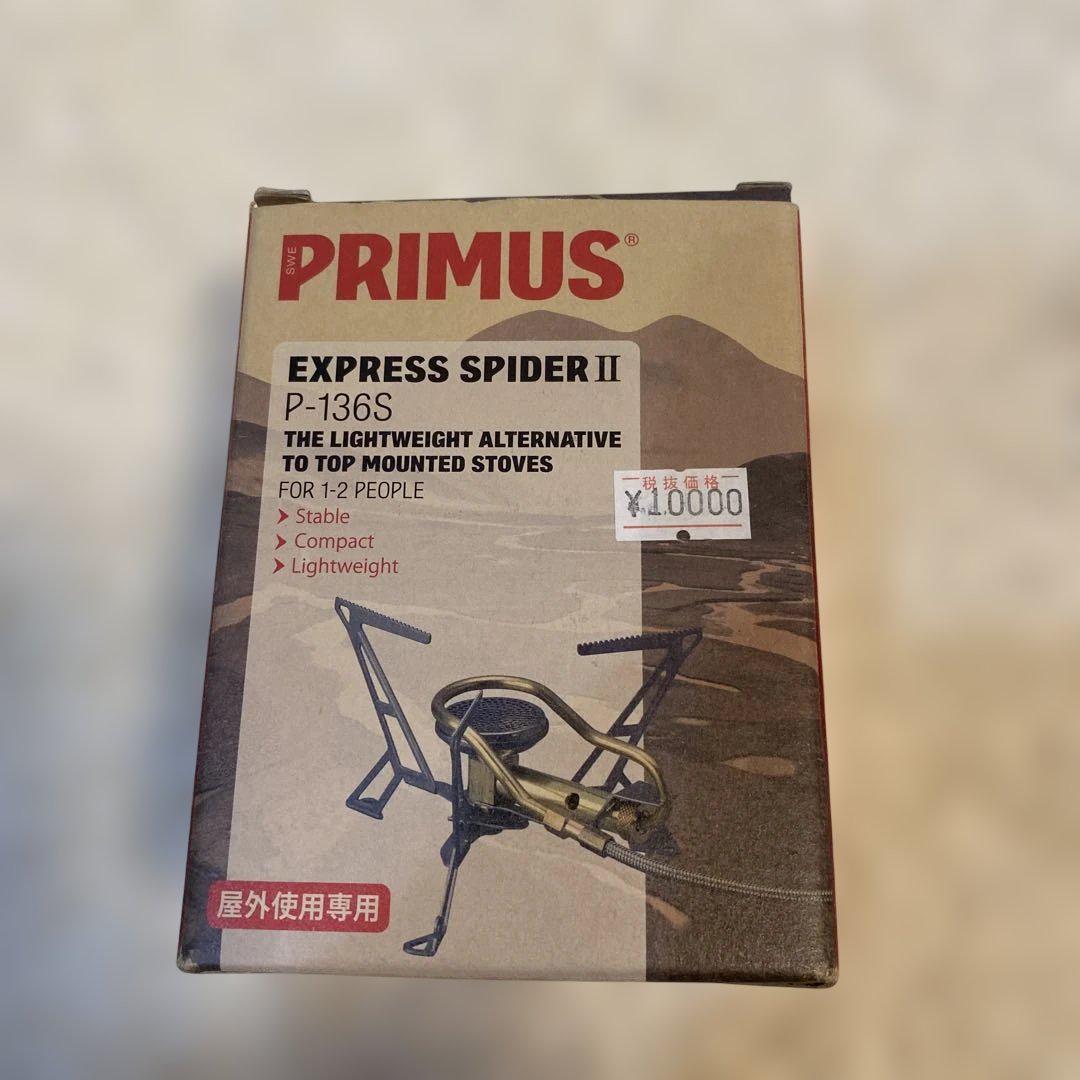 SWE
PRIMUS®
EXPRESS SPIDER II
P-136S
THE LIGHTWEIGHT ALTERNATIVE
TO TOP MOUNTED STOVES
FOR 1-2 PEOPLE
Stable
Compact
Lightweight
税抜価格
¥10000
屋外使用専用